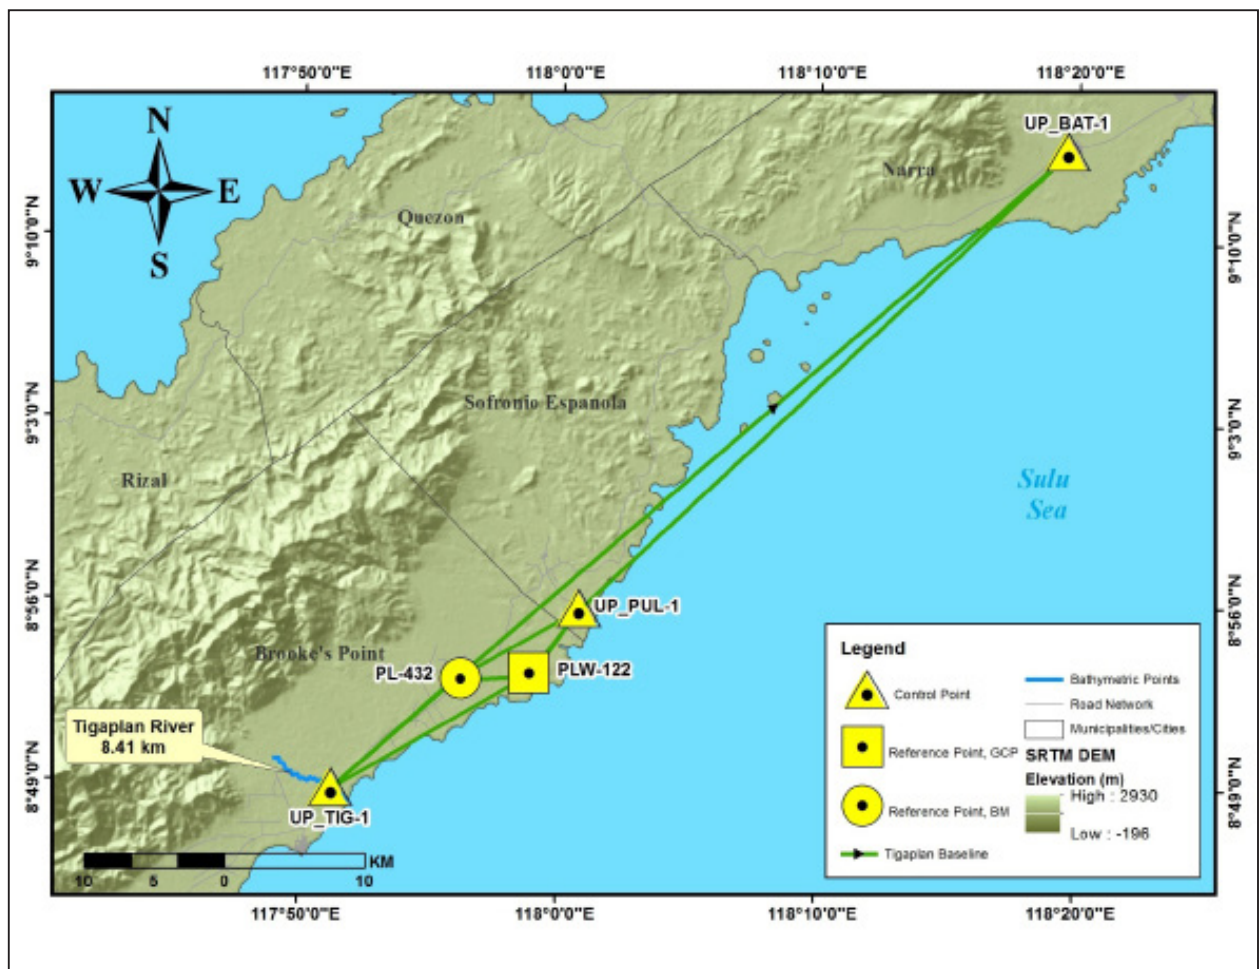 117°50'0"E
118°0'0"E
118°10'0"E
118°20'0"E
N
W
E
S
UP_BAT-1
Narra
Quezon
9°10'0"N
9°10'0"N
Sofronio Espanola
9°3'0"N
9°3'0"N
Rizal
Sulu
Sea
8°56'0"N
8°56'0"N
UP_PUL-1
Brooke's Point
PL-432
PLW-122
Tigaplan River
8.41 km
8°49'0"N
8°49'0"N
UP_TIG-1
KM
10
5
0
10
Legend
Control Point
Reference Point, GCP
Reference Point, BM
Tigaplan Baseline
Bathymetric Points
Road Network
Municipalities/Cities
SRTM DEM
Elevation (m)
High : 2930
Low : -196
117°50'0"E
118°0'0"E
118°10'0"E
118°20'0"E